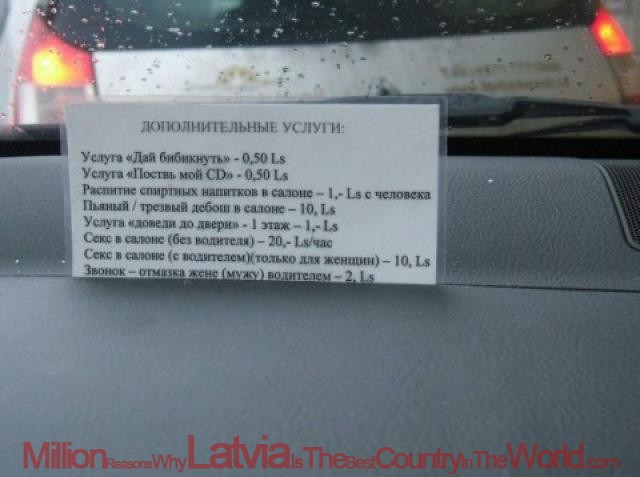 ДОПОЛНИТЕЛЬНЫЕ УСЛУГИ:
Услуга «Дай бибикнуть» - 0,50 Ls
Услуга «Поствь мой CD» - 0,50 Ls
Распитие спиртных напитков в салоне – 1,- Ls с человека
Пьяный / трезвый дебош в салоне – 10, Ls
Услуга «доведи до двери» - 1 этаж – 1,- Ls
Секс в салоне (без водителя) – 20,- Ls/час
Секс в салоне (с водителем)(только для женщин) – 10, Ls
Звонок – отмазка жене (мужу) водителем – 2, Ls
MillionReasonsWhyLatviaIsTheBestCountryInTheWorld.com